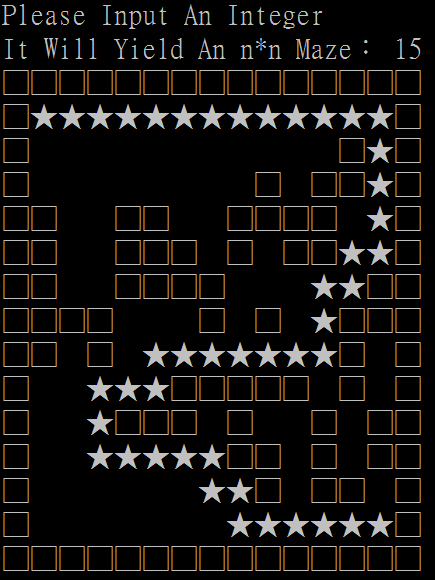 Please Input An Integer
It Will Yield An n*n Maze： 15
□□□□□□□□□□□□□□□
□★★★★★★★★★★★★★□
□　　　　　　　　　　　□★□
□　　　　　　　　□　□□★□
□□　　□□　　□□□□　★□
□□　　□□□　□　□□★★□
□□　　□□□□　　　★★□□
□□□□　　　□　□　★□□□
□□　□　★★★★★★★□　□
□　　★★★□□□□□　□　□
□　　★□□□　□　　□　□□
□　　★★★★★□□　□　□□
□　　　　　　★★□　□□　□
□　　　　　　　★★★★★★□
□□□□□□□□□□□□□□□